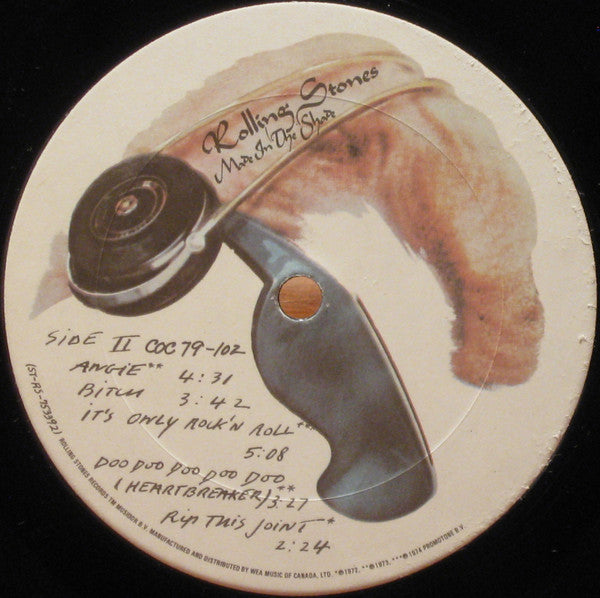 Rolling Stones
Made In The Shade
SIDE II COC 79-102
ANGIE** 4:31
BITCH 3:42
IT'S ONLY ROCK'N ROLL***
5:08
DOO DOO DOO DOO DOO
(HEARTBREAKER)** 3:27
RIP THIS JOINT*
2:24
(ST-RS-753392)
ROLLING STONES RECORDS TM MUSIDOR B.V. MANUFACTURED AND DISTRIBUTED BY WEA MUSIC OF CANADA, LTD. *℗1972, **℗1973, ***℗1974 PROMOTONE B.V.